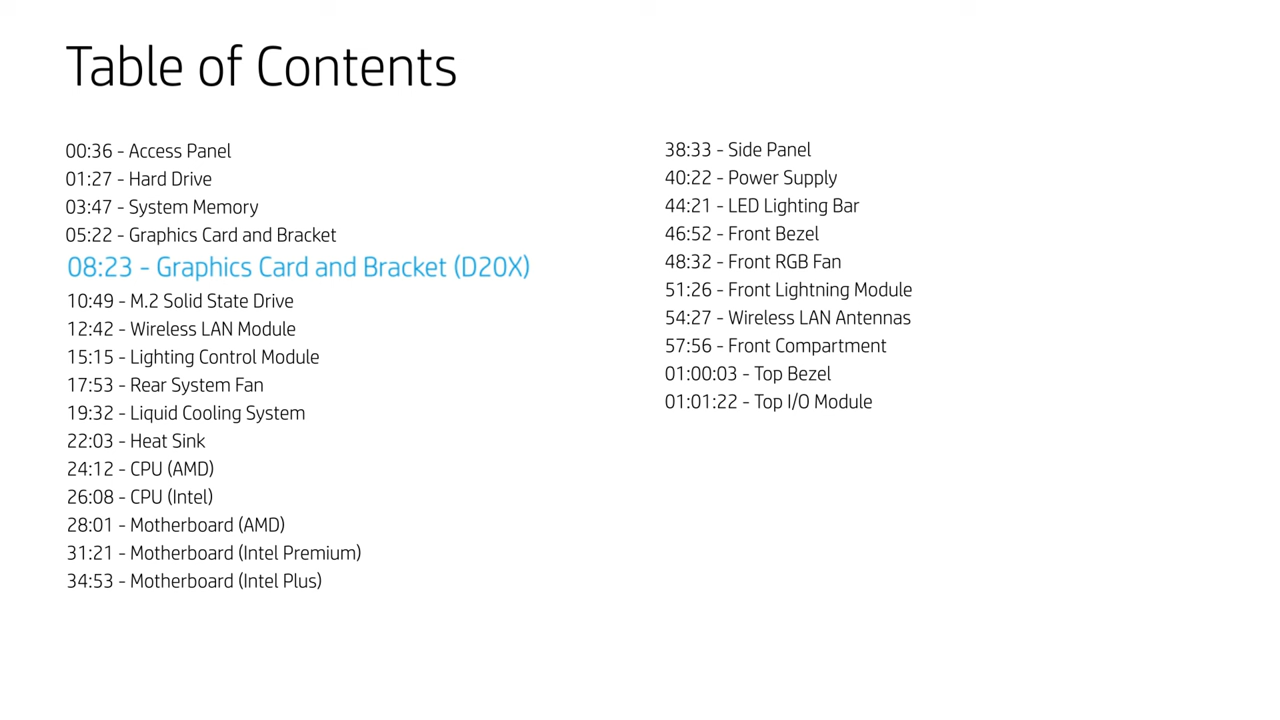 Table of Contents
00:36 - Access Panel
01:27 - Hard Drive
03:47 - System Memory
05:22 - Graphics Card and Bracket
08:23 - Graphics Card and Bracket (D20X)
10:49 - M.2 Solid State Drive
12:42 - Wireless LAN Module
15:15 - Lighting Control Module
17:53 - Rear System Fan
19:32 - Liquid Cooling System
22:03 - Heat Sink
24:12 - CPU (AMD)
26:08 - CPU (Intel)
28:01 - Motherboard (AMD)
31:21 - Motherboard (Intel Premium)
34:53 - Motherboard (Intel Plus)
38:33 - Side Panel
40:22 - Power Supply
44:21 - LED Lighting Bar
46:52 - Front Bezel
48:32 - Front RGB Fan
51:26 - Front Lightning Module
54:27 - Wireless LAN Antennas
57:56 - Front Compartment
01:00:03 - Top Bezel
01:01:22 - Top I/O Module